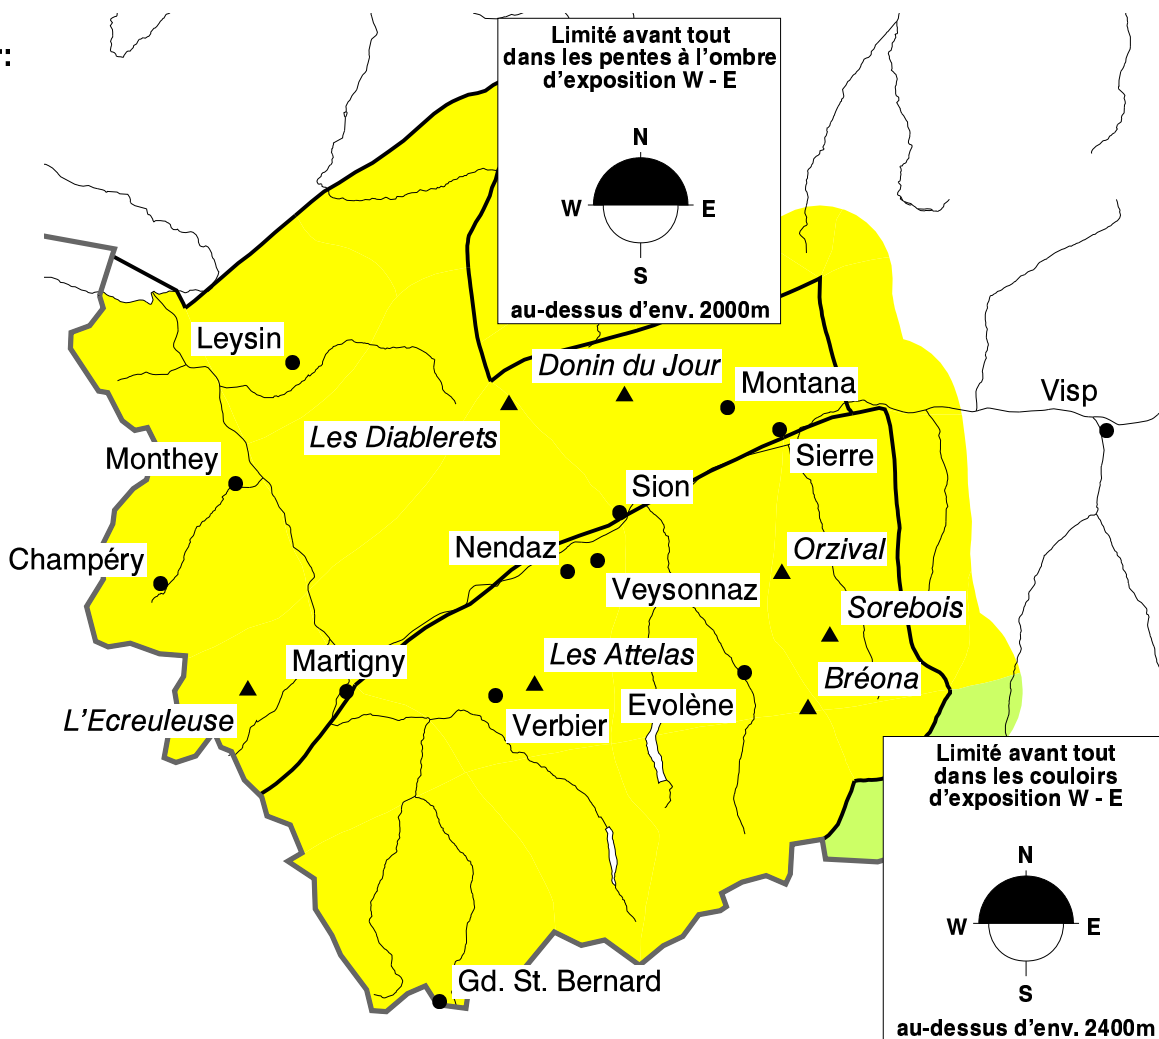 r:
Limité avant tout
dans les pentes à l'ombre
d'exposition W - E
N
W E
S
au-dessus d'env. 2000m
Leysin
Donin du Jour
Montana
Visp
Les Diablerets
Monthey
Sierre
Sion
Champéry
Nendaz
Orzival
Veysonnaz
Sorebois
Martigny
Les Attelas
Bréona
L'Ecreuleuse
Verbier
Evolène
Limité avant tout
dans les couloirs
d'exposition W - E
N
W E
S
au-dessus d'env. 2400m
Gd. St. Bernard